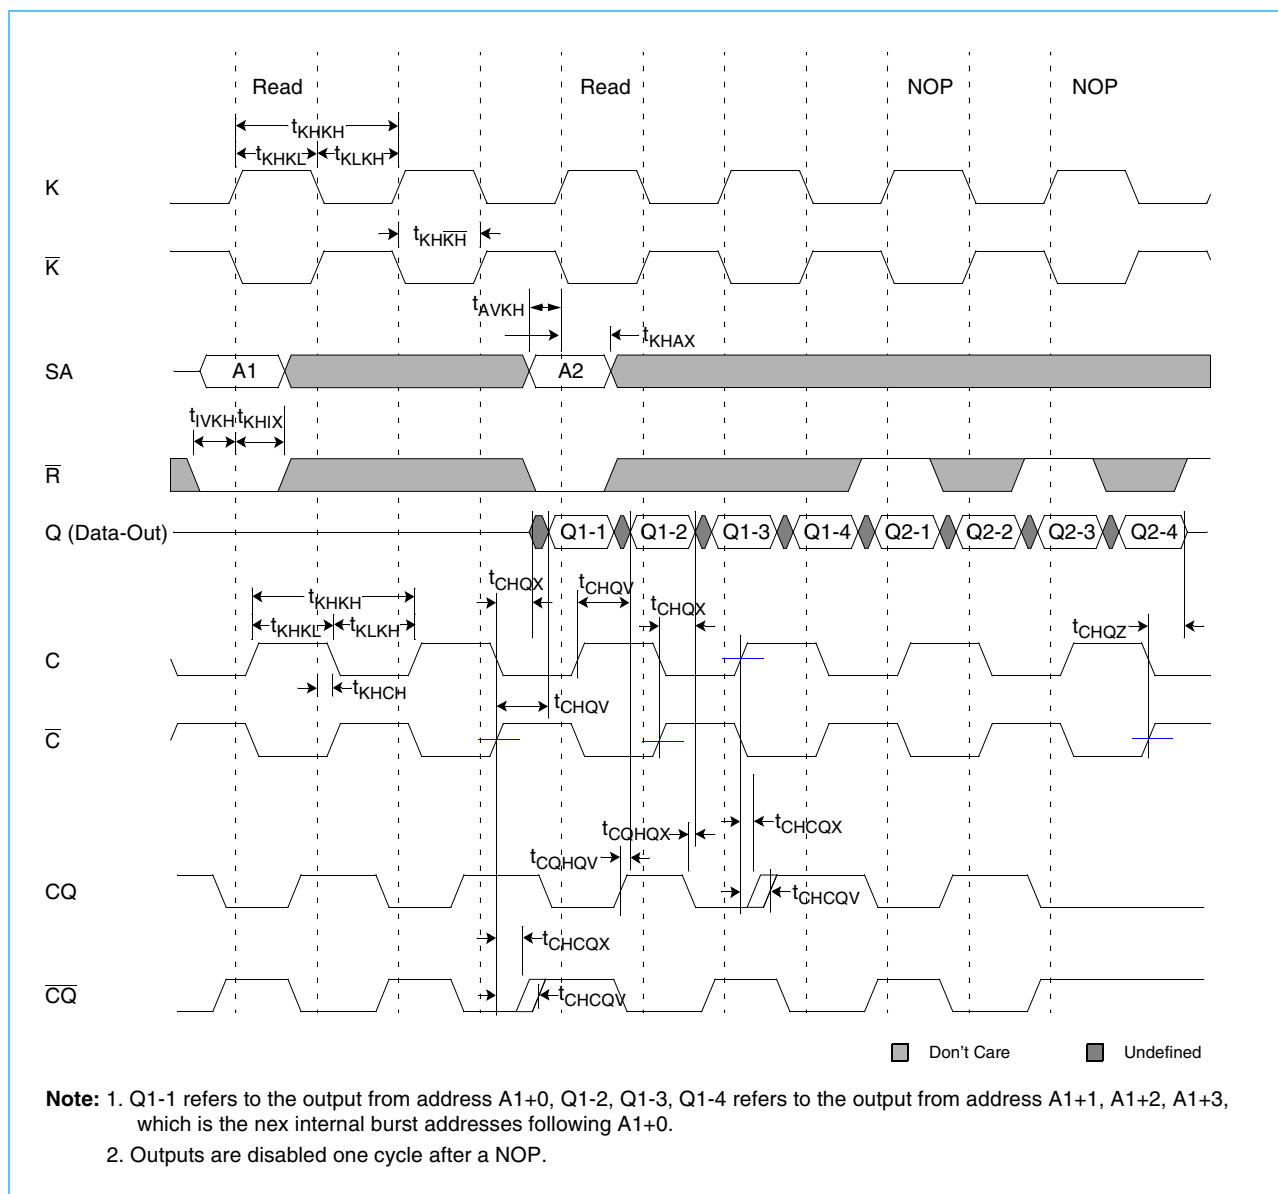 Read Read NOP NOP
tKHKH
tKHKL tKLKH
K
tKHK̅H̅
K̅
tAVKH
tKHAX
SA A1 A2
tIVKH tKHIX
R̅
Q (Data-Out) Q1-1 Q1-2 Q1-3 Q1-4 Q2-1 Q2-2 Q2-3 Q2-4
tCHQX tCHQV
tKHKH tCHQX
tKHKL tKLKH tCHQZ
C
tKHCH tCHQV
C̅
tCQHQX tCHCQX
tCQHQV
CQ tCHCQV
tCHCQX
C̅Q̅ tCHCQV
Don't Care Undefined
Note: 1. Q1-1 refers to the output from address A1+0, Q1-2, Q1-3, Q1-4 refers to the output from address A1+1, A1+2, A1+3,
which is the nex internal burst addresses following A1+0.
2. Outputs are disabled one cycle after a NOP.